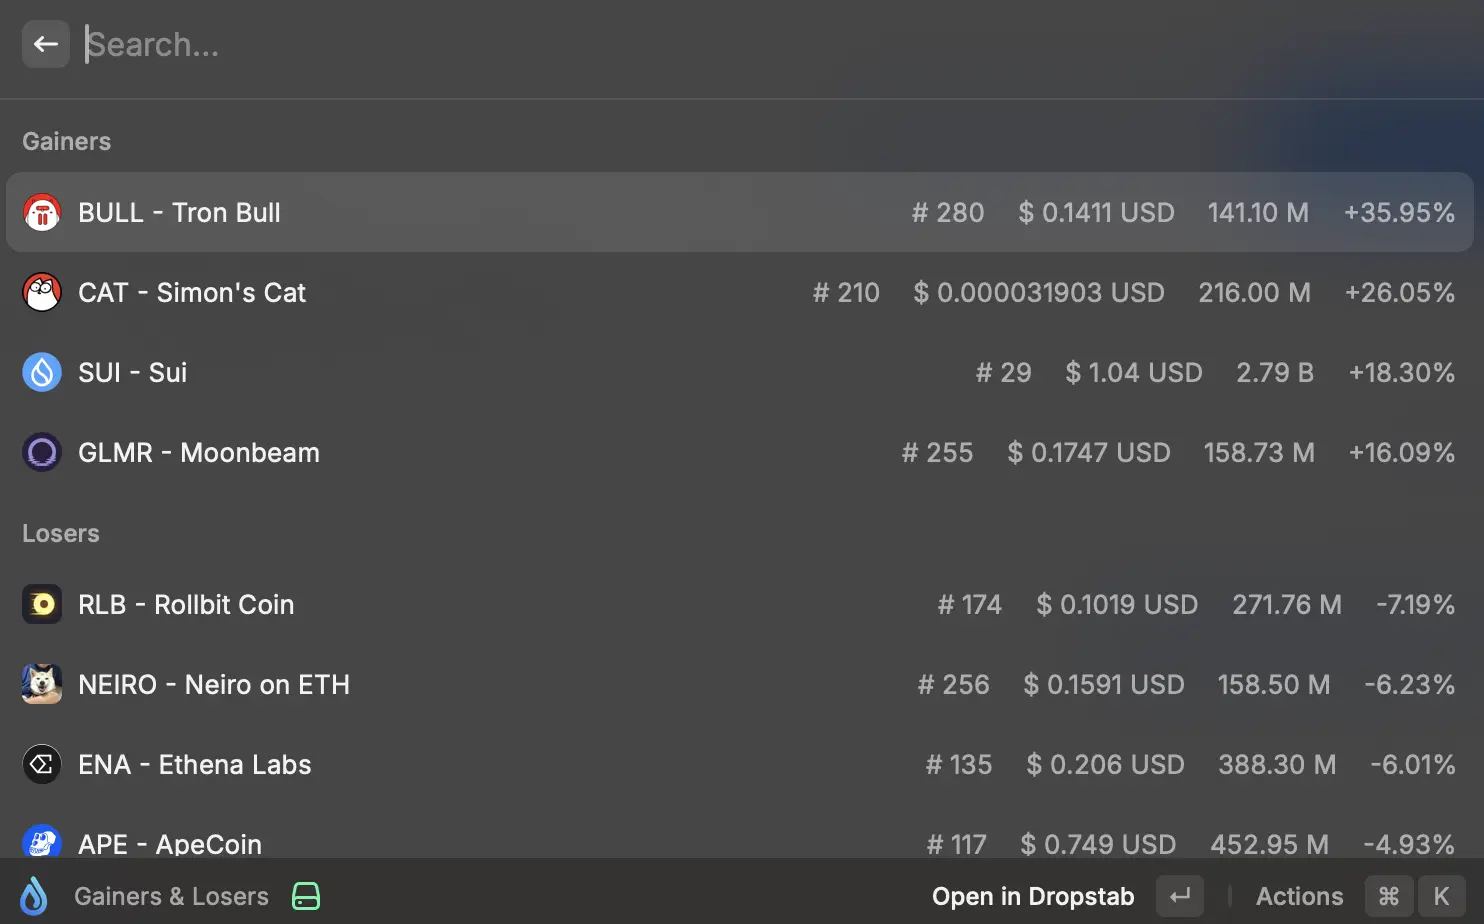 Search...
Gainers
BULL - Tron Bull # 280 $ 0.1411 USD 141.10 M +35.95%
CAT - Simon's Cat # 210 $ 0.000031903 USD 216.00 M +26.05%
SUI - Sui # 29 $ 1.04 USD 2.79 B +18.30%
GLMR - Moonbeam # 255 $ 0.1747 USD 158.73 M +16.09%
Losers
RLB - Rollbit Coin # 174 $ 0.1019 USD 271.76 M -7.19%
NEIRO - Neiro on ETH # 256 $ 0.1591 USD 158.50 M -6.23%
ENA - Ethena Labs # 135 $ 0.206 USD 388.30 M -6.01%
APE - ApeCoin # 117 $ 0.749 USD 452.95 M -4.93%
Gainers & Losers Open in Dropstab ↵ Actions ⌘ K